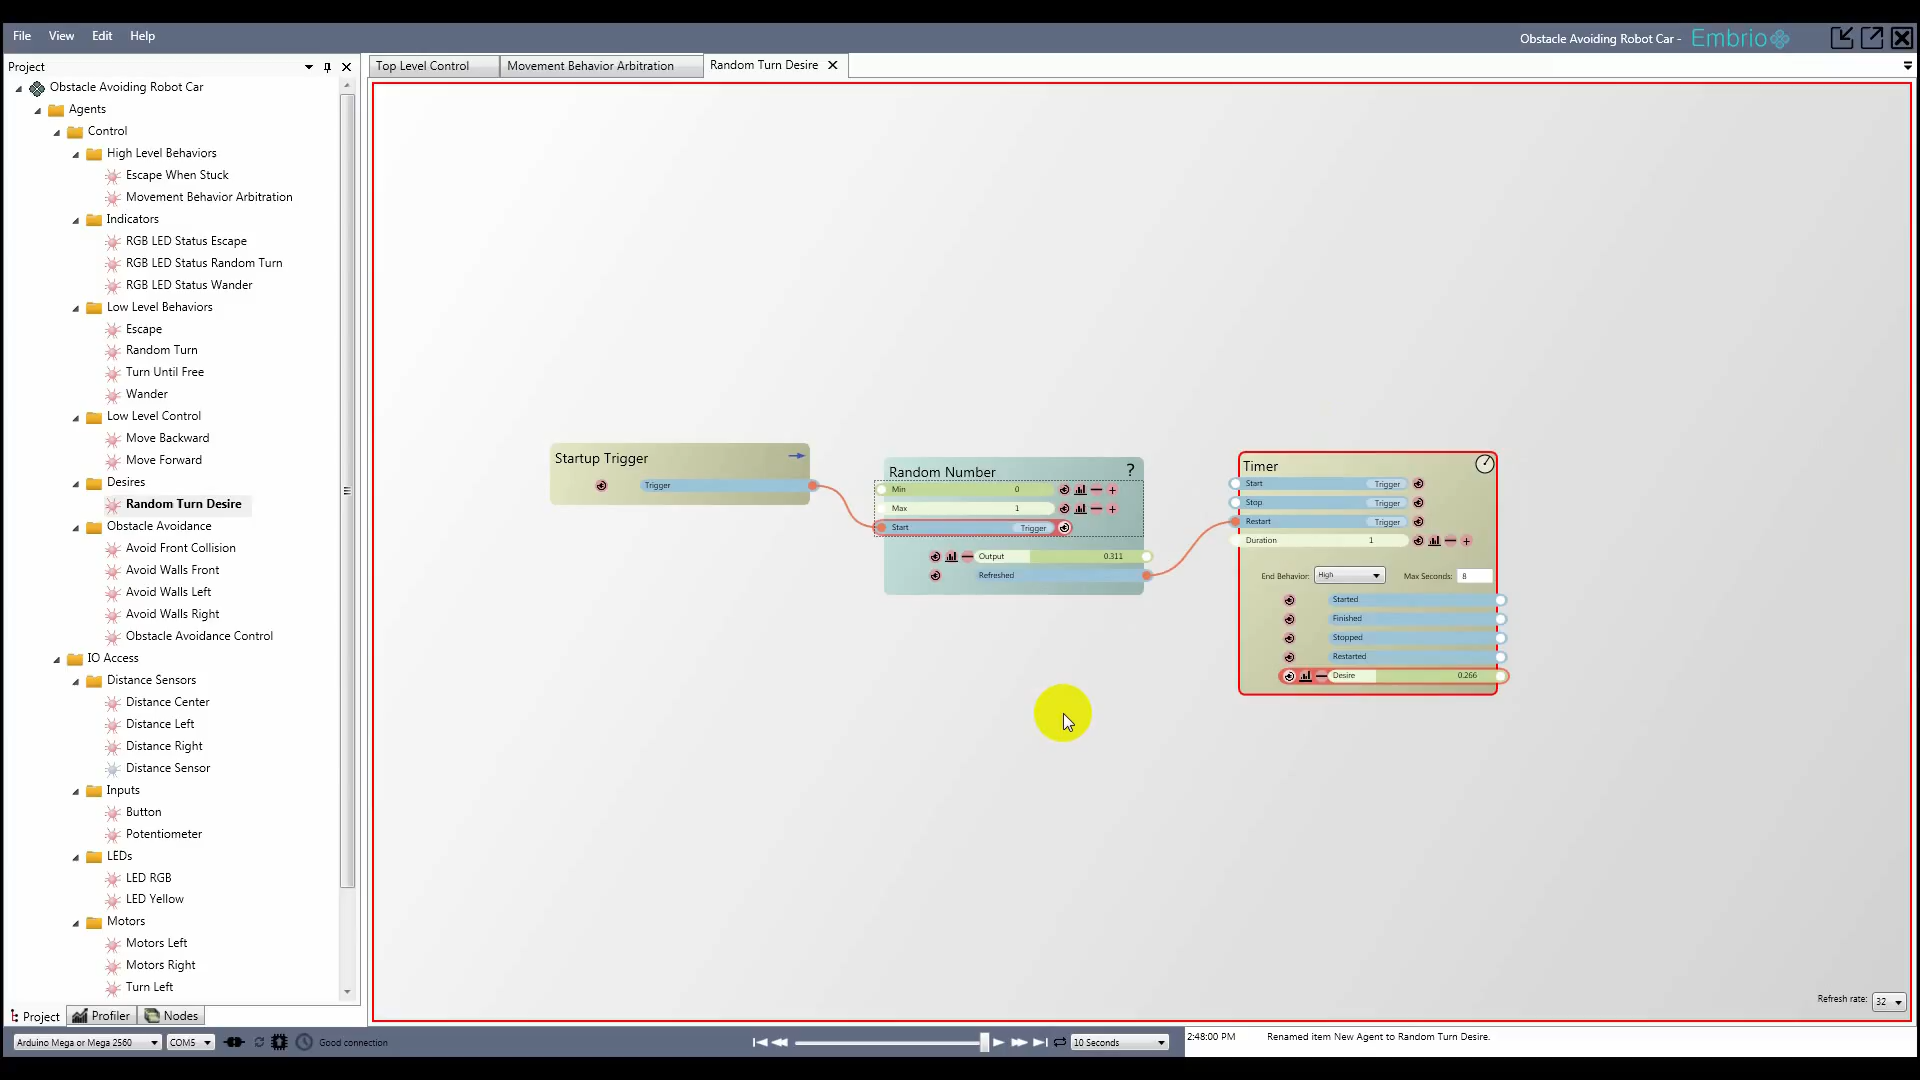 File View Edit Help
Obstacle Avoiding Robot Car - Embrio
Project
Obstacle Avoiding Robot Car
Agents
Control
High Level Behaviors
Escape When Stuck
Movement Behavior Arbitration
Indicators
RGB LED Status Escape
RGB LED Status Random Turn
RGB LED Status Wander
Low Level Behaviors
Escape
Random Turn
Turn Until Free
Wander
Low Level Control
Move Backward
Move Forward
Desires
Random Turn Desire
Obstacle Avoidance
Avoid Front Collision
Avoid Walls Front
Avoid Walls Left
Avoid Walls Right
Obstacle Avoidance Control
IO Access
Distance Sensors
Distance Center
Distance Left
Distance Right
Distance Sensor
Inputs
Button
Potentiometer
LEDs
LED RGB
LED Yellow
Motors
Motors Left
Motors Right
Turn Left
Project Profiler Nodes
Top Level Control Movement Behavior Arbitration Random Turn Desire
Startup Trigger
Trigger
Random Number ?
Min 0
Max 1
Start Trigger
Output 0.311
Refreshed
Timer
Start Trigger
Stop Trigger
Restart Trigger
Duration 1
End Behavior: High Max Seconds: 8
Started
Finished
Stopped
Restarted
Desire 0.266
Refresh rate: 32
Arduino Mega or Mega 2560 COM5 Good connection
10 Seconds
2:48:00 PM Renamed item New Agent to Random Turn Desire.